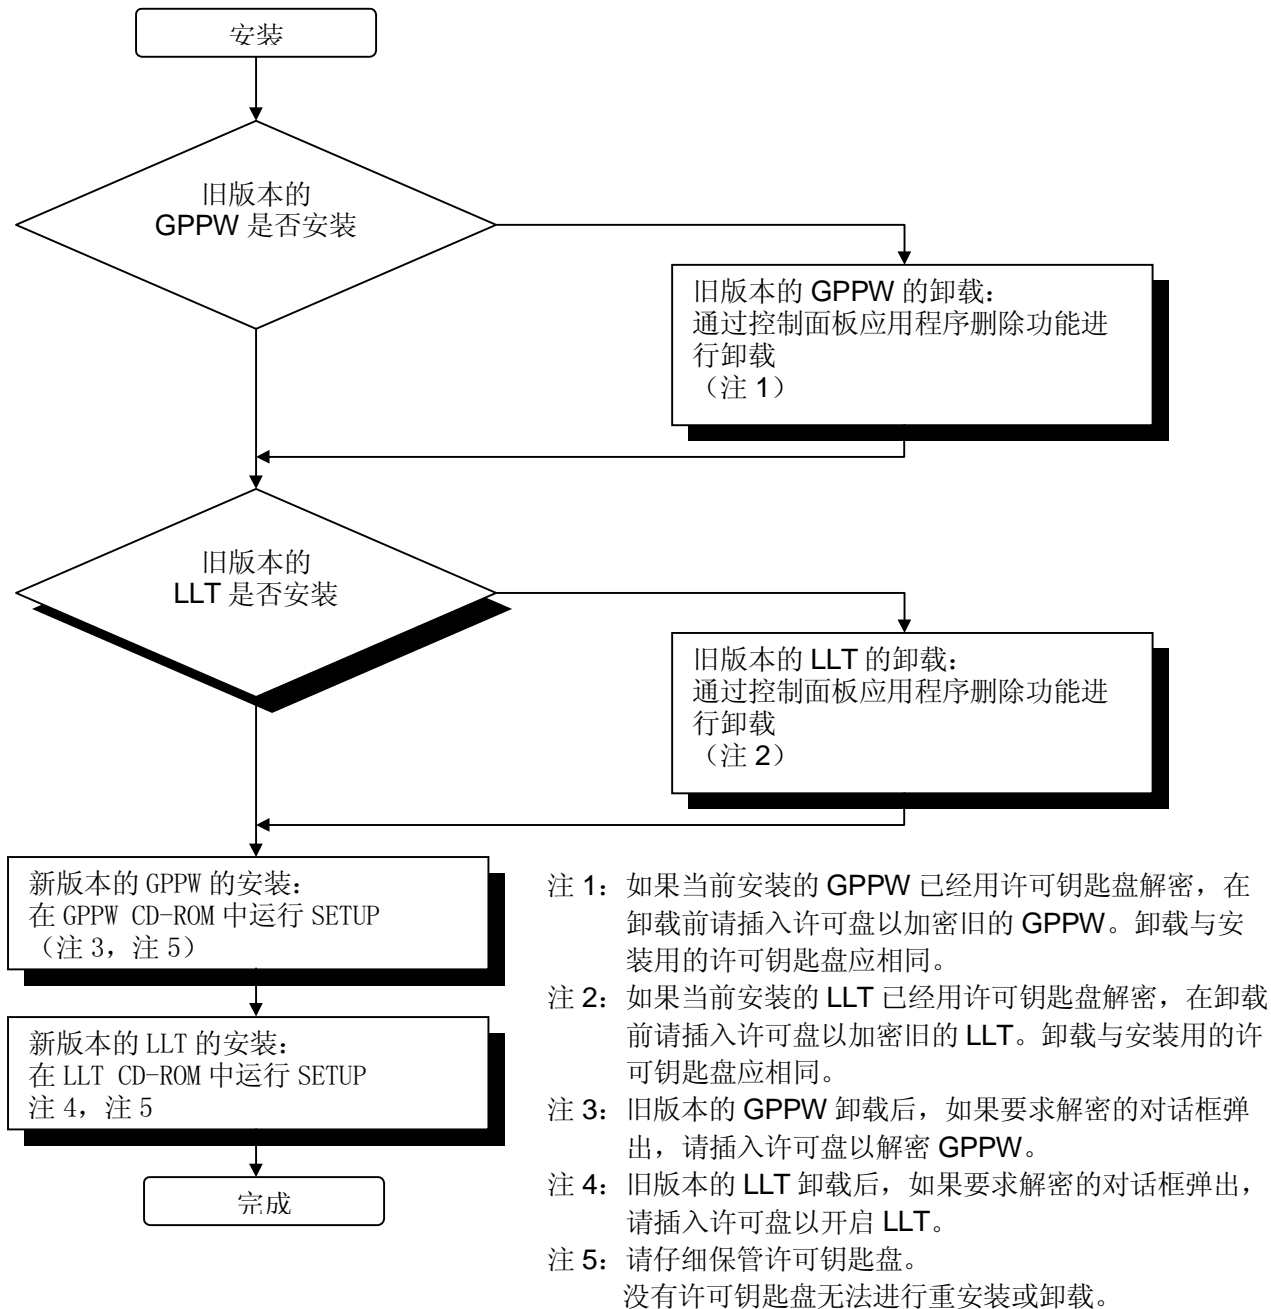 安装
旧版本的
GPPW 是否安装
旧版本的 GPPW 的卸载：
通过控制面板应用程序删除功能进
行卸载
（注 1）
旧版本的
LLT 是否安装
旧版本的 LLT 的卸载：
通过控制面板应用程序删除功能进
行卸载
（注 2）
新版本的 GPPW 的安装：
在 GPPW CD-ROM 中运行 SETUP
（注 3，注 5）
新版本的 LLT 的安装：
在 LLT CD-ROM 中运行 SETUP
注 4，注 5
完成
注 1：如果当前安装的 GPPW 已经用许可钥匙盘解密，在
卸载前请插入许可盘以加密旧的 GPPW。卸载与安
装用的许可钥匙盘应相同。
注 2：如果当前安装的 LLT 已经用许可钥匙盘解密，在卸载
前请插入许可盘以加密旧的 LLT。卸载与安装用的许
可钥匙盘应相同。
注 3：旧版本的 GPPW 卸载后，如果要求解密的对话框弹
出，请插入许可盘以解密 GPPW。
注 4：旧版本的 LLT 卸载后，如果要求解密的对话框弹出，
请插入许可盘以开启 LLT。
注 5：请仔细保管许可钥匙盘。
没有许可钥匙盘无法进行重安装或卸载。